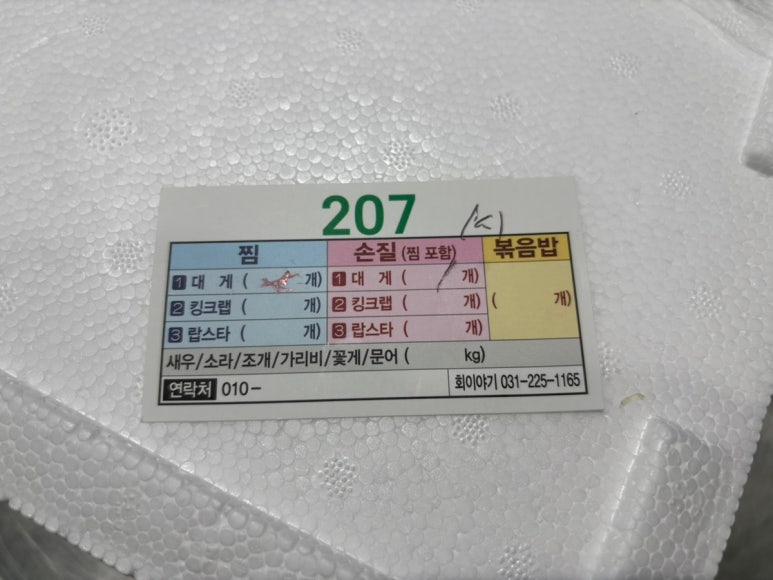 207
찜 손질 (찜 포함) 볶음밥
1 대 게 ( 개) 1 대 게 ( 개)
2 킹크랩 ( 개) 2 킹크랩 ( 개) ( 개)
3 랍스타 ( 개) 3 랍스타 ( 개)
새우/소라/조개/가리비/꽃게/문어 ( kg)
연락처 010- 회이야기 031-225-1165